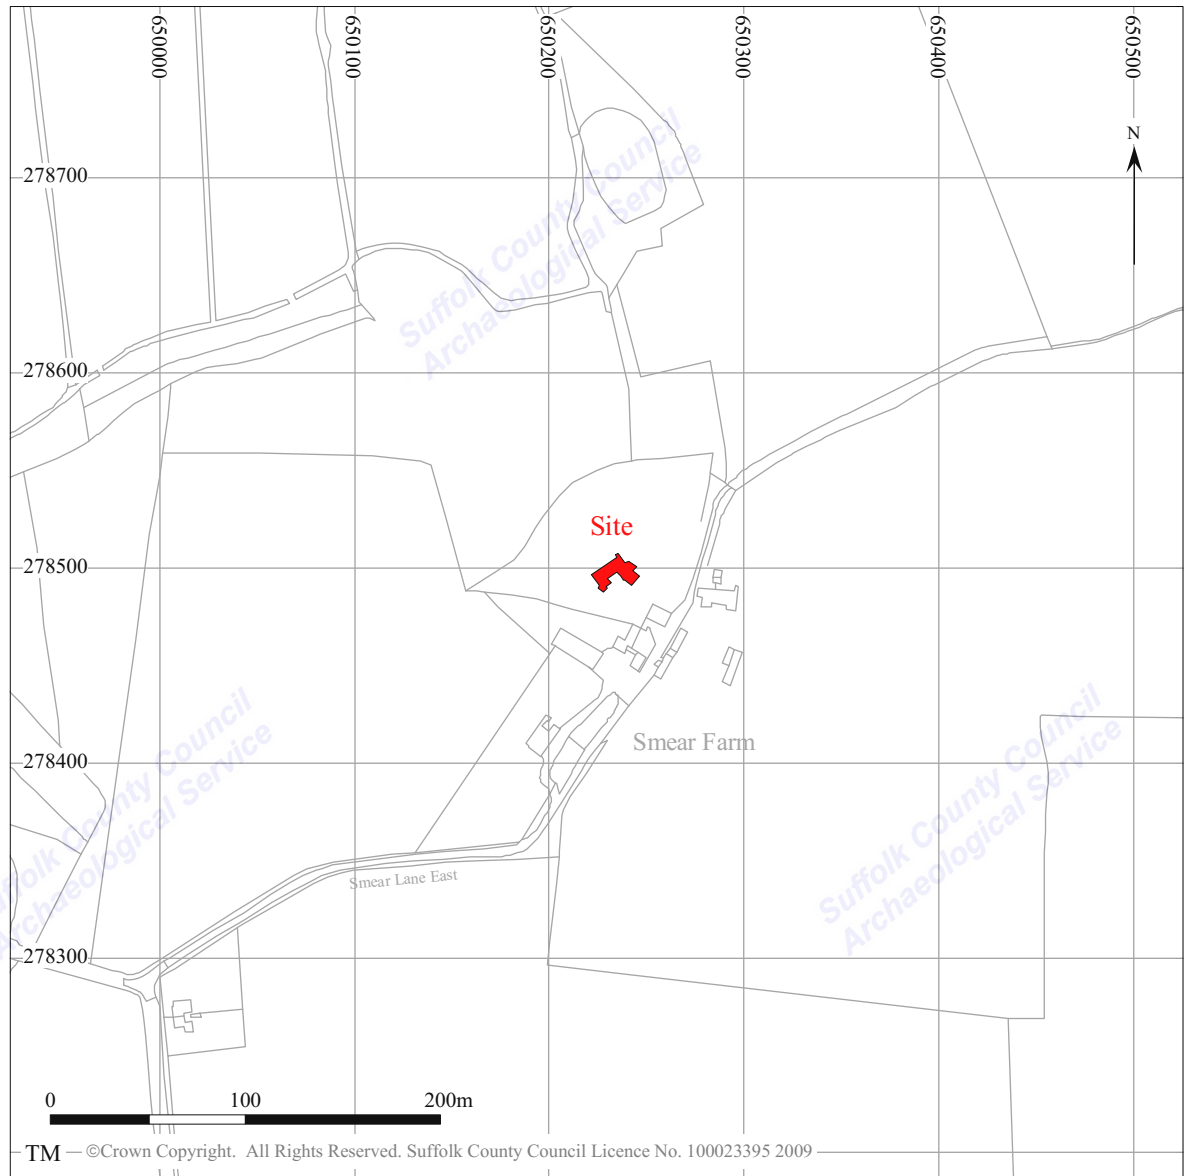 650000
650100
650200
650300
650400
650500
N
278700
Suffolk County Council
Archaeological Service
278600
Site
278500
Smear Farm
278400
Suffolk County Council
Archaeological Service
Suffolk County Council
Archaeological Service
Smear Lane East
278300
0 100 200m
TM ©Crown Copyright. All Rights Reserved. Suffolk County Council Licence No. 100023395 2009